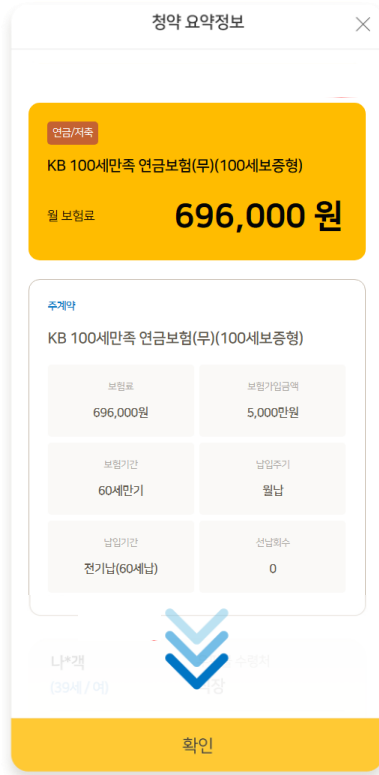 청약 요약정보
연금/저축
KB 100세만족 연금보험(무)(100세보증형)
월 보험료 696,000 원
주계약
KB 100세만족 연금보험(무)(100세보증형)
보험료 보험가입금액
696,000원 5,000만원
보험기간 납입주기
60세만기 월납
납입기간 선납회수
전기납(60세납) 0
나*객 수령처
(39세 / 여)
확인